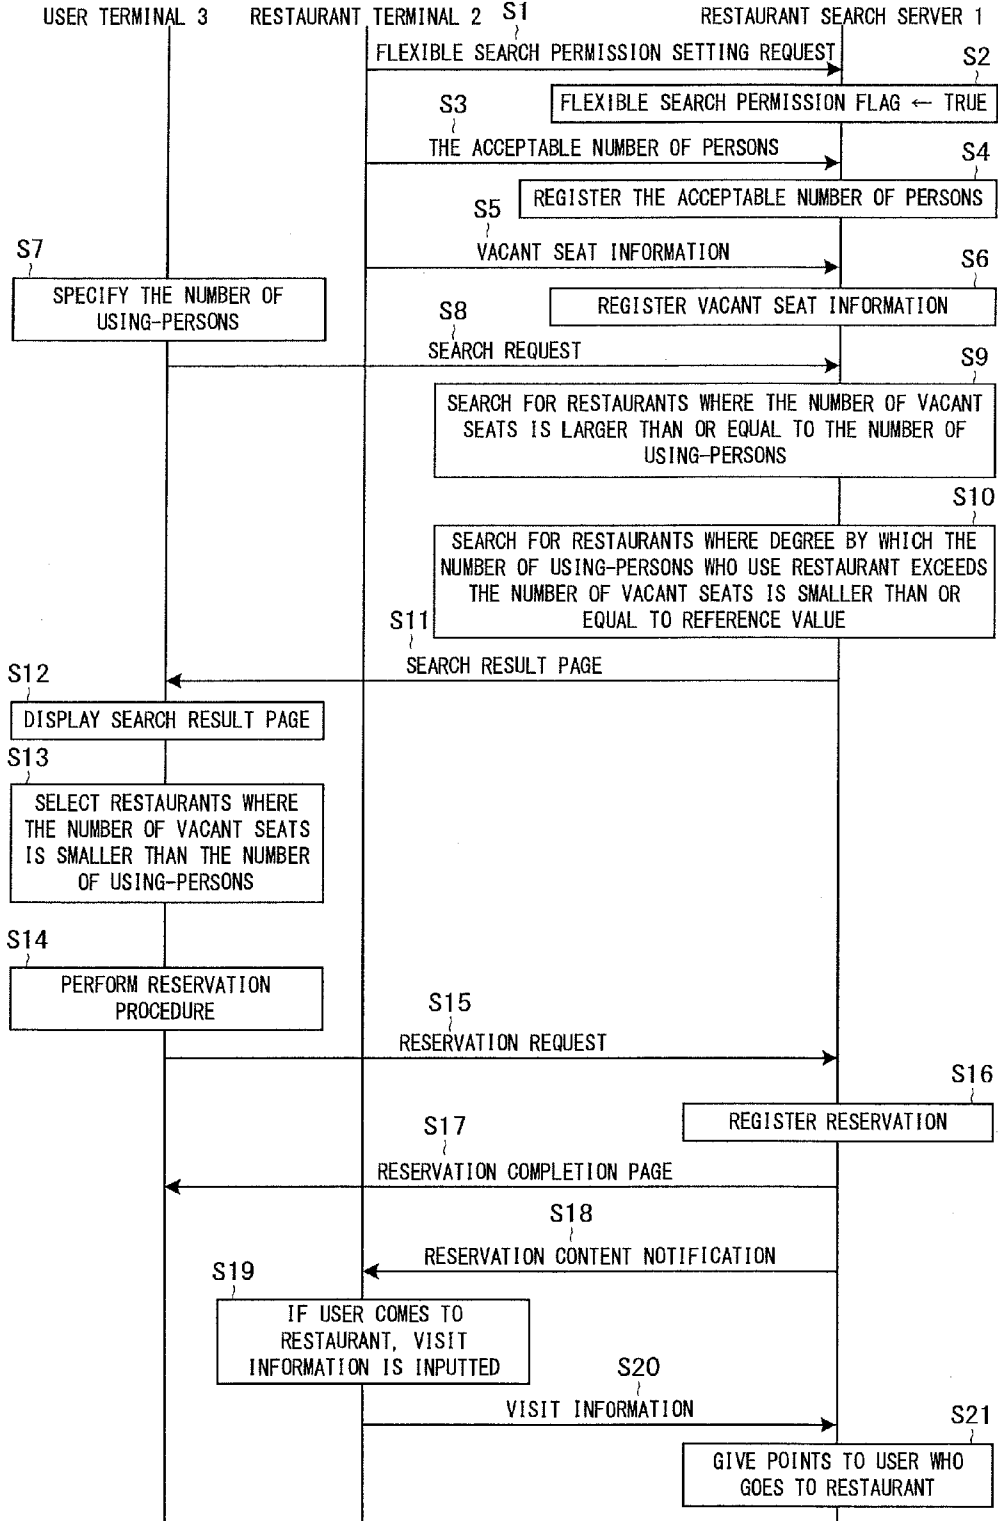 USER TERMINAL 3
RESTAURANT TERMINAL 2
S1
RESTAURANT SEARCH SERVER 1
FLEXIBLE SEARCH PERMISSION SETTING REQUEST
S2
FLEXIBLE SEARCH PERMISSION FLAG ← TRUE
S3
THE ACCEPTABLE NUMBER OF PERSONS
S4
REGISTER THE ACCEPTABLE NUMBER OF PERSONS
S5
VACANT SEAT INFORMATION
S6
REGISTER VACANT SEAT INFORMATION
S7
SPECIFY THE NUMBER OF
USING-PERSONS
S8
SEARCH REQUEST
S9
SEARCH FOR RESTAURANTS WHERE THE NUMBER OF VACANT
SEATS IS LARGER THAN OR EQUAL TO THE NUMBER OF
USING-PERSONS
S10
SEARCH FOR RESTAURANTS WHERE DEGREE BY WHICH THE
NUMBER OF USING-PERSONS WHO USE RESTAURANT EXCEEDS
THE NUMBER OF VACANT SEATS IS SMALLER THAN OR
EQUAL TO REFERENCE VALUE
S11
SEARCH RESULT PAGE
S12
DISPLAY SEARCH RESULT PAGE
S13
SELECT RESTAURANTS WHERE
THE NUMBER OF VACANT SEATS
IS SMALLER THAN THE NUMBER
OF USING-PERSONS
S14
PERFORM RESERVATION
PROCEDURE
S15
RESERVATION REQUEST
S16
REGISTER RESERVATION
S17
RESERVATION COMPLETION PAGE
S18
RESERVATION CONTENT NOTIFICATION
S19
IF USER COMES TO
RESTAURANT, VISIT
INFORMATION IS INPUTTED
S20
VISIT INFORMATION
S21
GIVE POINTS TO USER WHO
GOES TO RESTAURANT